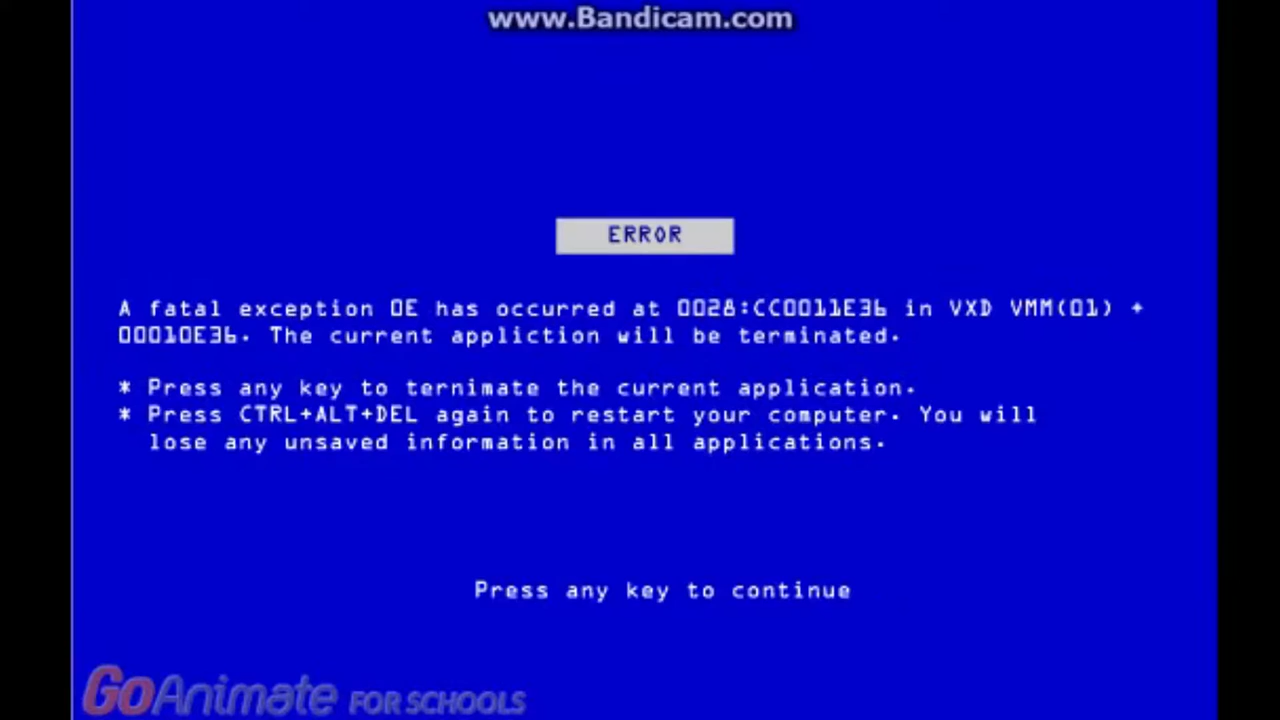 www.Bandicam.com
ERROR
A fatal exception 0E has occurred at 0028:CC0011E36 in VXD VMM(01) +
00010E36. The current appliction will be terminated.
* Press any key to ternimate the current application.
* Press CTRL+ALT+DEL again to restart your computer. You will
lose any unsaved information in all applications.
Press any key to continue
GoAnimate FOR SCHOOLS